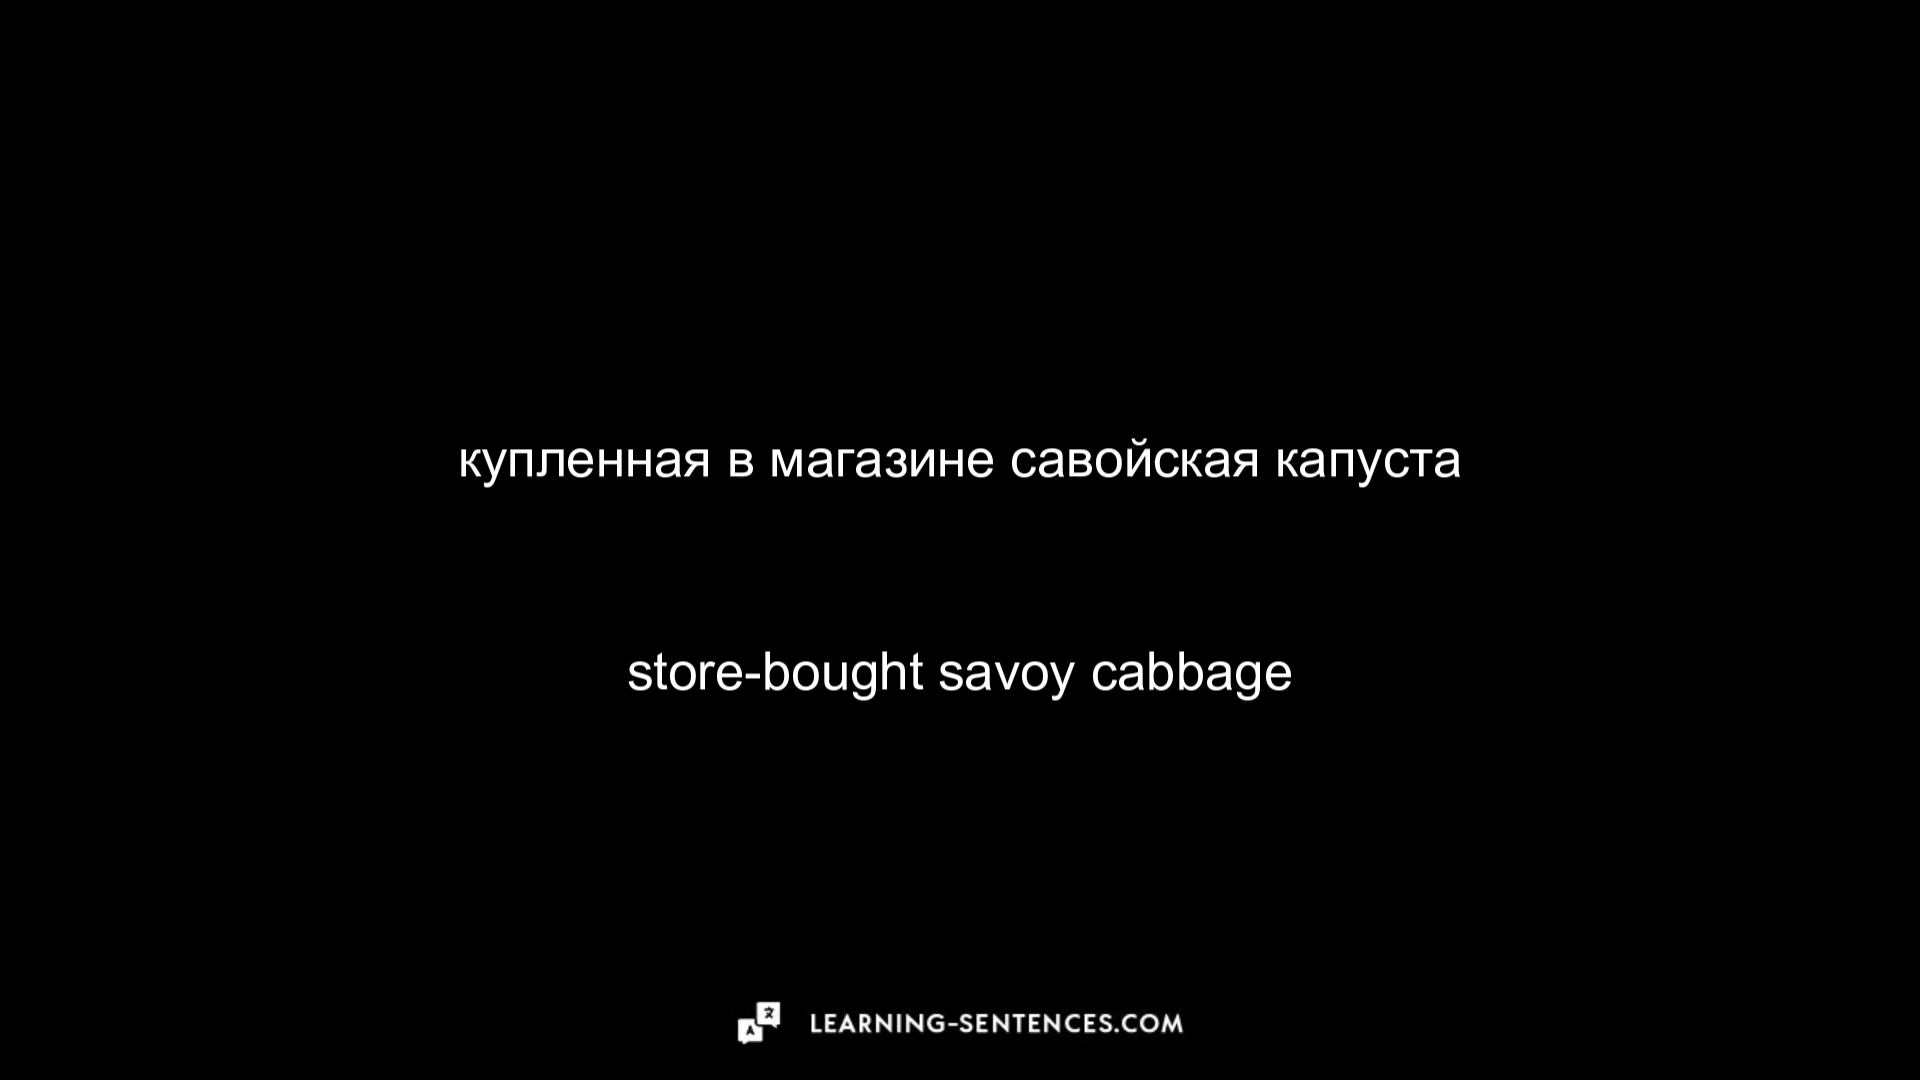 купленная в магазине савойская капуста
store-bought savoy cabbage
LEARNING-SENTENCES.COM